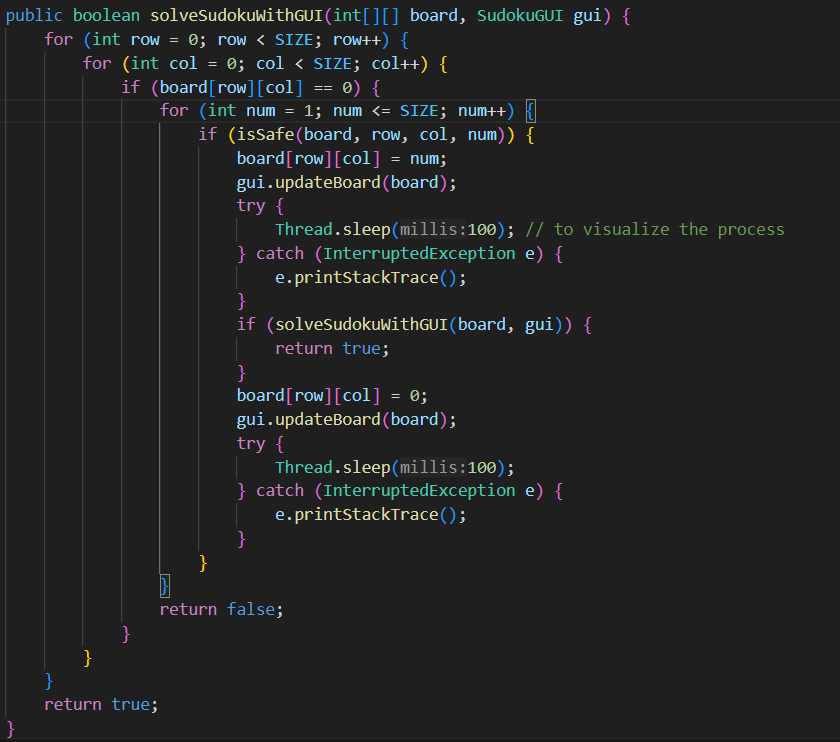 public boolean solveSudokuWithGUI(int[][] board, SudokuGUI gui) {
    for (int row = 0; row < SIZE; row++) {
        for (int col = 0; col < SIZE; col++) {
            if (board[row][col] == 0) {
                for (int num = 1; num <= SIZE; num++) {
                    if (isSafe(board, row, col, num)) {
                        board[row][col] = num;
                        gui.updateBoard(board);
                        try {
                            Thread.sleep(millis:100); // to visualize the process
                        } catch (InterruptedException e) {
                            e.printStackTrace();
                        }
                        if (solveSudokuWithGUI(board, gui)) {
                            return true;
                        }
                        board[row][col] = 0;
                        gui.updateBoard(board);
                        try {
                            Thread.sleep(millis:100);
                        } catch (InterruptedException e) {
                            e.printStackTrace();
                        }
                    }
                }
                return false;
            }
        }
    }
    return true;
}